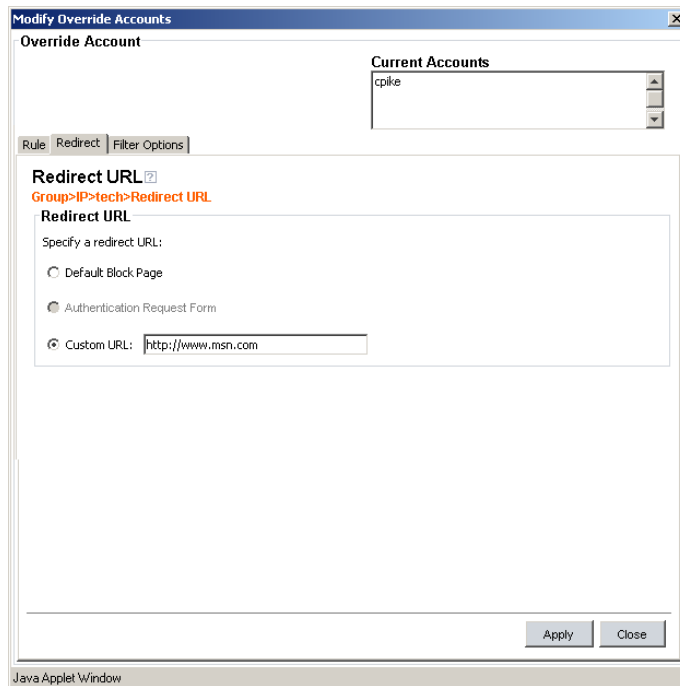 Modify Override Accounts
Override Account
Current Accounts
cpike
Rule Redirect Filter Options
Redirect URL ?
Group>IP>tech>Redirect URL
Redirect URL
Specify a redirect URL:
Default Block Page
Authentication Request Form
Custom URL: http://www.msn.com
Apply Close
Java Applet Window